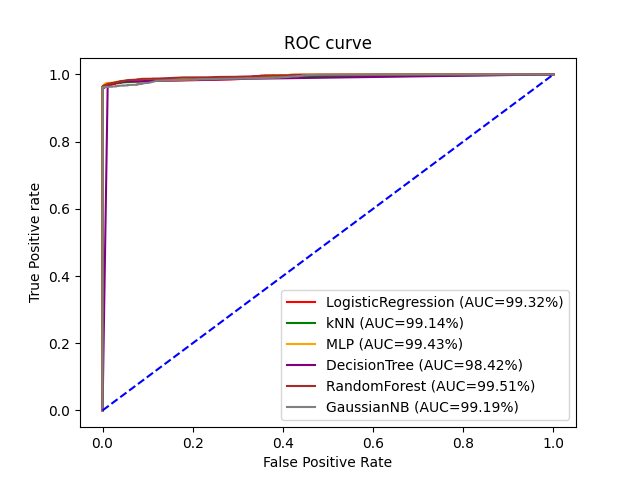 ROC curve
True Positive rate
1.0
0.8
0.6
0.4
0.2
0.0
LogisticRegression (AUC=99.32%)
kNN (AUC=99.14%)
MLP (AUC=99.43%)
DecisionTree (AUC=98.42%)
RandomForest (AUC=99.51%)
GaussianNB (AUC=99.19%)
0.0 0.2 0.4 0.6 0.8 1.0
False Positive Rate